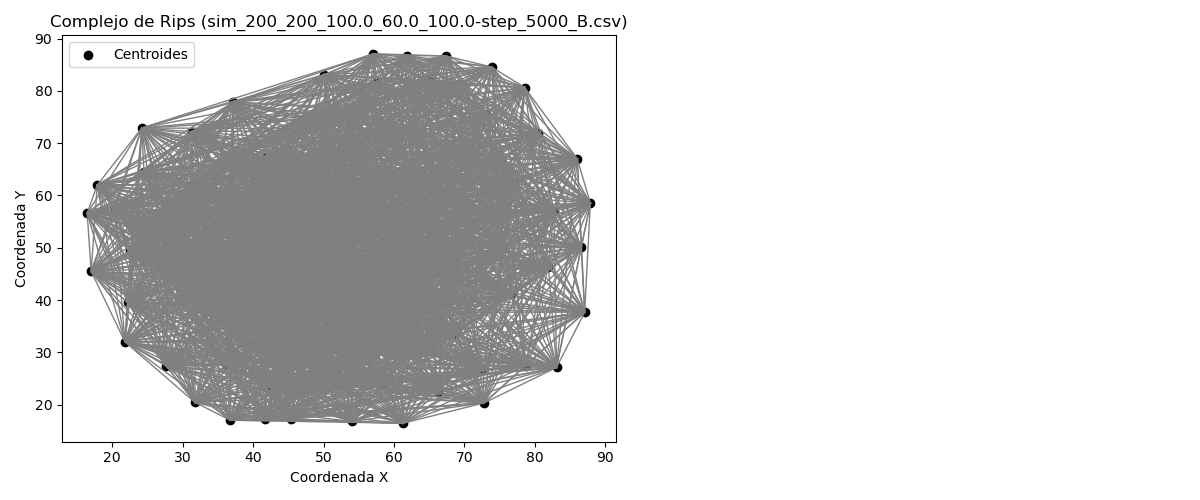 Complejo de Rips (sim_200_200_100.0_60.0_100.0-step_5000_B.csv)
Centroides
Coordenada Y
90
80
70
60
50
40
30
20
20 30 40 50 60 70 80 90
Coordenada X